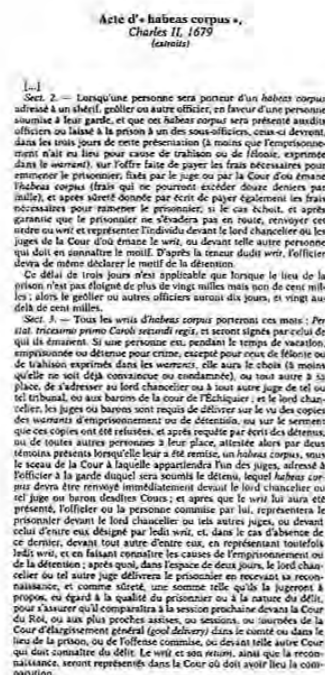 Acte d'« habeas corpus »,
Charles II, 1679
(extraits)
[...]
Sect. 2. — Lorsqu'une personne sera porteur d'un habeas corpus
adressé à un shérif, geôlier ou autre officier, en faveur d'une personne
soumise à leur garde, et que cet habeas corpus sera présenté auxdits
officiers ou laissé à la prison à un des sous-officiers, ceux-ci devront,
dans les trois jours de cette présentation (à moins que l'emprisonne-
ment n'ait eu lieu pour cause de trahison ou de félonie, exprimée
dans le warrant), sur l'offre faite de payer les frais nécessaires pour
emmener le prisonnier, fixés par le juge ou par la Cour d'où émane
l'habeas corpus (frais qui ne pourront excéder douze deniers par
mille), et après sûreté donnée par écrit de payer également les frais
nécessaires pour ramener le prisonnier, si le cas échoit, et après
garantie que le prisonnier ne s'évadera pas en route, renvoyer cet
ordre ou writ et représenter l'individu devant le lord chancelier ou les
juges de la Cour d'où émane le writ, ou devant telle autre personne
qui doit en connaître le motif. D'après la teneur dudit writ, l'officier
devra de même déclarer le motif de la détention.
Ce délai de trois jours n'est applicable que lorsque le lieu de la
prison n'est pas éloigné de plus de vingt milles mais non de cent mil-
les ; alors le geôlier ou autres officiers auront dix jours, et vingt au-
delà de cent milles.
Sect. 3. — Tous les writs d'habeas corpus porteront ces mots : Per
stat. tricesimo primo Caroli secundi regis, et seront signés par celui de
qui ils émanent. Si une personne est, pendant le temps de vacation,
emprisonnée ou détenue pour crime, excepté pour ceux de félonie ou
de trahison exprimés dans les warrants, elle aura le choix (à moins
qu'elle ne soit déjà convaincue ou condamnée), ou tout autre à sa
place, de s'adresser au lord chancelier ou à tout autre juge de tel ou
tel tribunal, ou aux barons de la cour de l'Échiquier ; et le lord chan-
celier, les juges ou barons sont requis de délivrer sur le vu des copies
des warrants d'emprisonnement ou de détention, ou sur le serment
que ces copies ont été refusées, et après requête par écrit des détenus,
ou de toutes autres personnes à leur place, attestée alors par deux
témoins présents lorsqu'elle leur a été remise, un habeas corpus, sous
le sceau de la Cour à laquelle appartiendra l'un des juges, adressé à
l'officier à la garde duquel sera soumis le détenu, lequel habeas cor-
pus devra être renvoyé immédiatement devant le lord chancelier ou
tel juge ou baron desdites Cours ; et après que le writ lui aura été
présenté, l'officier ou la personne commise par lui, représentera le
prisonnier devant le lord chancelier ou tels autres juges, ou devant
celui d'entre eux désigné par ledit writ, et, dans le cas d'absence de
ce dernier, devant tout autre d'entre eux, en représentant toutefois
ledit writ, et en faisant connaître les causes de l'emprisonnement ou
de la détention ; après quoi, dans l'espace de deux jours, le lord chan-
celier ou tel autre juge délivrera le prisonnier en recevant sa recon-
naissance, et comme sûreté, une somme telle qu'ils la jugeront à
propos, eu égard à la qualité du prisonnier ou à la nature du délit,
pour s'assurer qu'il comparaîtra à la session prochaine devant la Cour
du Roi, ou aux plus proches assises, ou sessions, ou tournées de la
Cour d'élargissement général (gool delivery) dans le comté ou dans le
lieu de la prison, ou de l'offense commise, ou devant telle autre Cour
qui doit connaître du délit. Le writ et son return, ainsi que la recon-
naissance, seront représentés dans la Cour où doit avoir lieu la com-
parution.